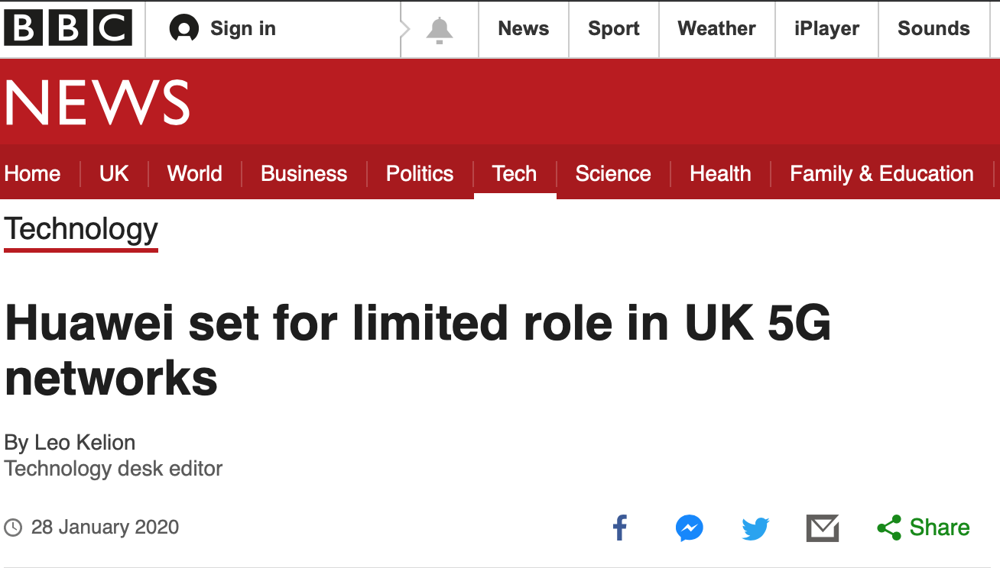 BBC Sign in News Sport Weather iPlayer Sounds
NEWS
Home UK World Business Politics Tech Science Health Family & Education
Technology
Huawei set for limited role in UK 5G
networks
By Leo Kelion
Technology desk editor
28 January 2020 Share